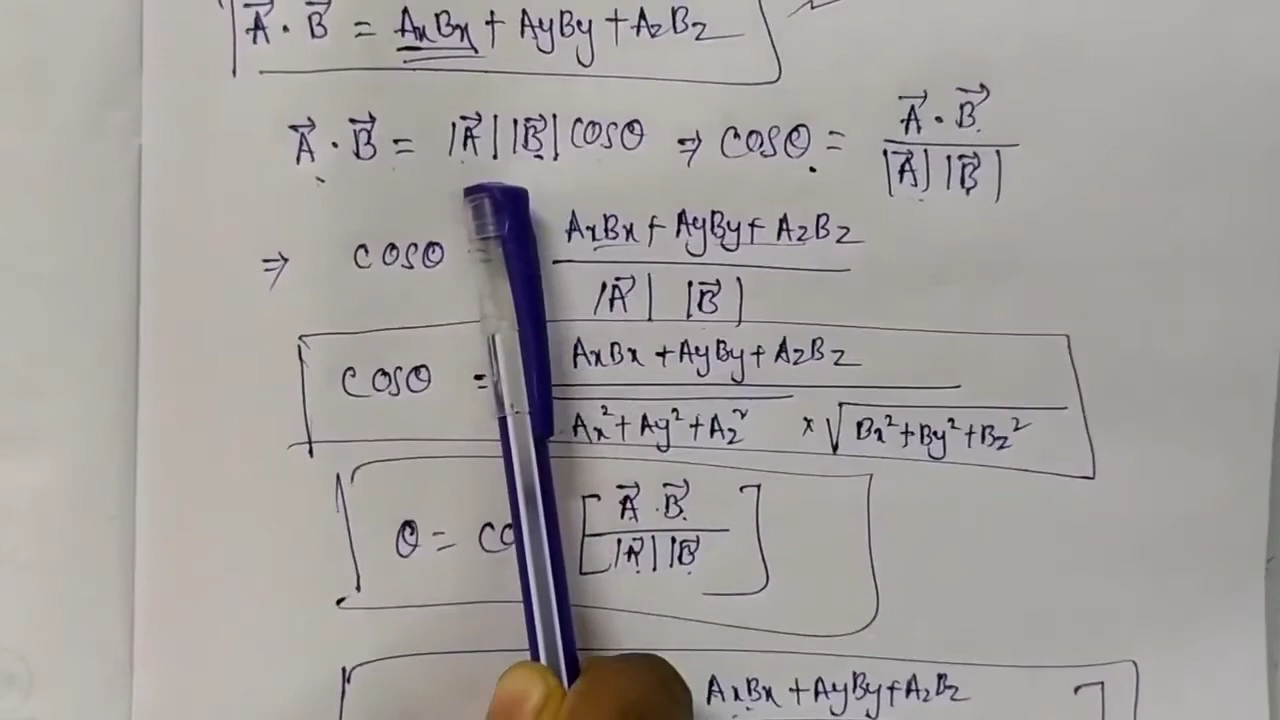 A⃗ · B⃗ = AxBx + AyBy + AzBz
A⃗ · B⃗ = |A⃗| |B⃗| cosθ ⇒ cosθ = A⃗ · B⃗ / |A⃗| |B⃗|
⇒ cosθ = AxBx + AyBy + AzBz / |A⃗| |B⃗|
cosθ = AxBx + AyBy + AzBz / Ax² + Ay² + Az² × √Bx² + By² + Bz²
θ = [A⃗ · B⃗ / |A⃗| |B⃗]
AxBx + AyBy + AzBz ]